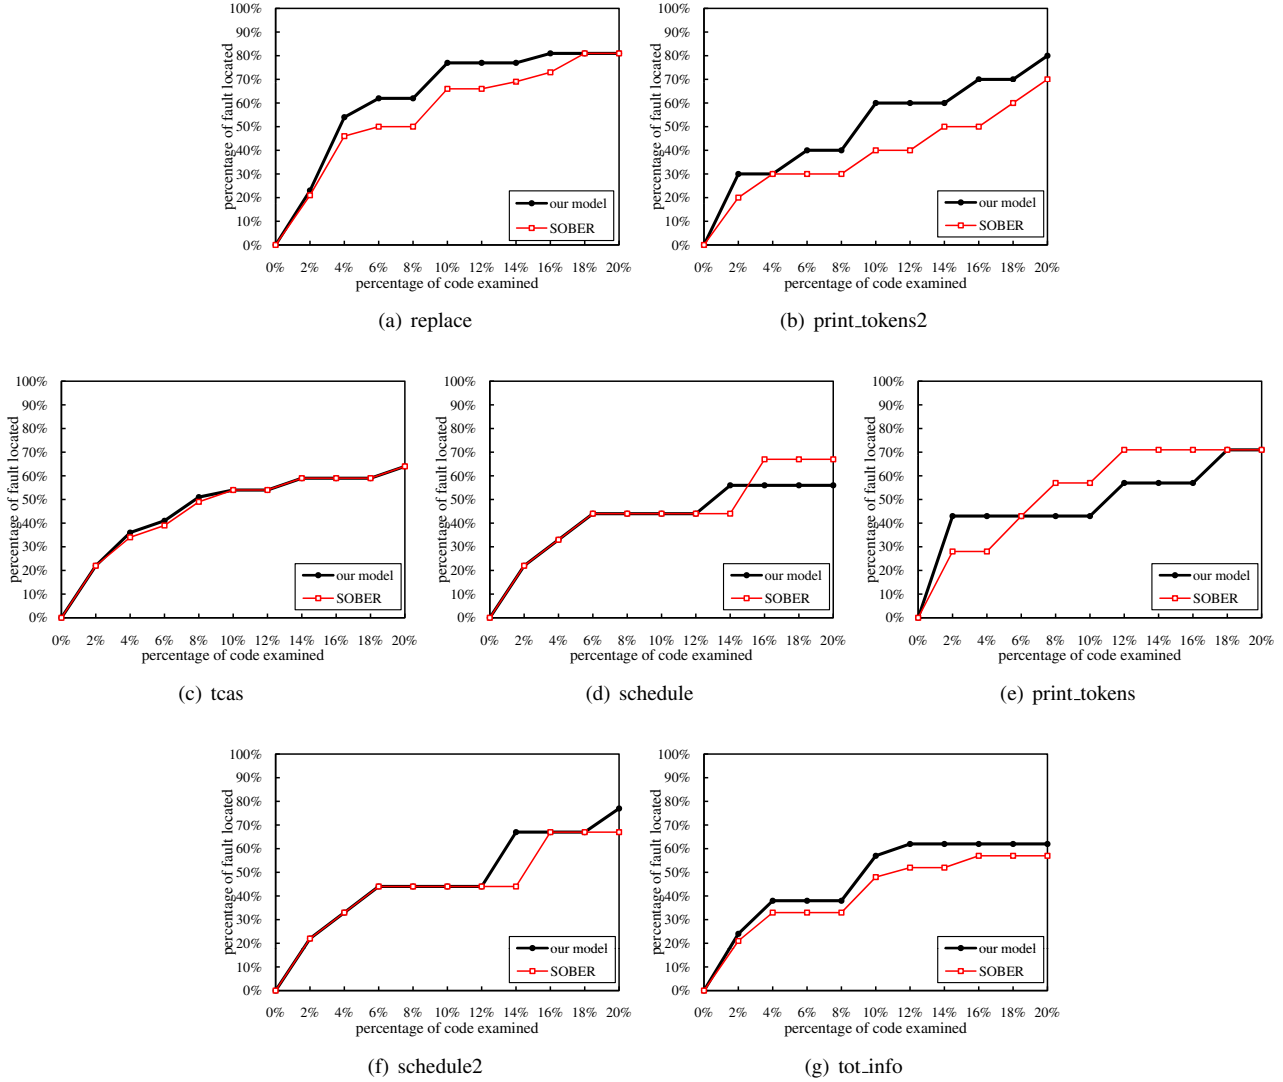 100%
90%
80%
70%
60%
50%
40%
30%
20%
10%
0%
percentage of fault located
our model
SOBER
0% 2% 4% 6% 8% 10% 12% 14% 16% 18% 20%
percentage of code examined
(a) replace
100%
90%
80%
70%
60%
50%
40%
30%
20%
10%
0%
percentage of fault located
our model
SOBER
0% 2% 4% 6% 8% 10% 12% 14% 16% 18% 20%
percentage of code examined
(b) print_tokens2
100%
90%
80%
70%
60%
50%
40%
30%
20%
10%
0%
percentage of fault located
our model
SOBER
0% 2% 4% 6% 8% 10% 12% 14% 16% 18% 20%
percentage of code examined
(c) tcas
100%
90%
80%
70%
60%
50%
40%
30%
20%
10%
0%
percentage of fault located
our model
SOBER
0% 2% 4% 6% 8% 10% 12% 14% 16% 18% 20%
percentage of code examined
(d) schedule
100%
90%
80%
70%
60%
50%
40%
30%
20%
10%
0%
percentage of fault located
our model
SOBER
0% 2% 4% 6% 8% 10% 12% 14% 16% 18% 20%
percentage of code examined
(e) print_tokens
100%
90%
80%
70%
60%
50%
40%
30%
20%
10%
0%
percentage of fault located
our model
SOBER
0% 2% 4% 6% 8% 10% 12% 14% 16% 18% 20%
percentage of code examined
(f) schedule2
100%
90%
80%
70%
60%
50%
40%
30%
20%
10%
0%
percentage of fault located
our model
SOBER
0% 2% 4% 6% 8% 10% 12% 14% 16% 18% 20%
percentage of code examined
(g) tot_info